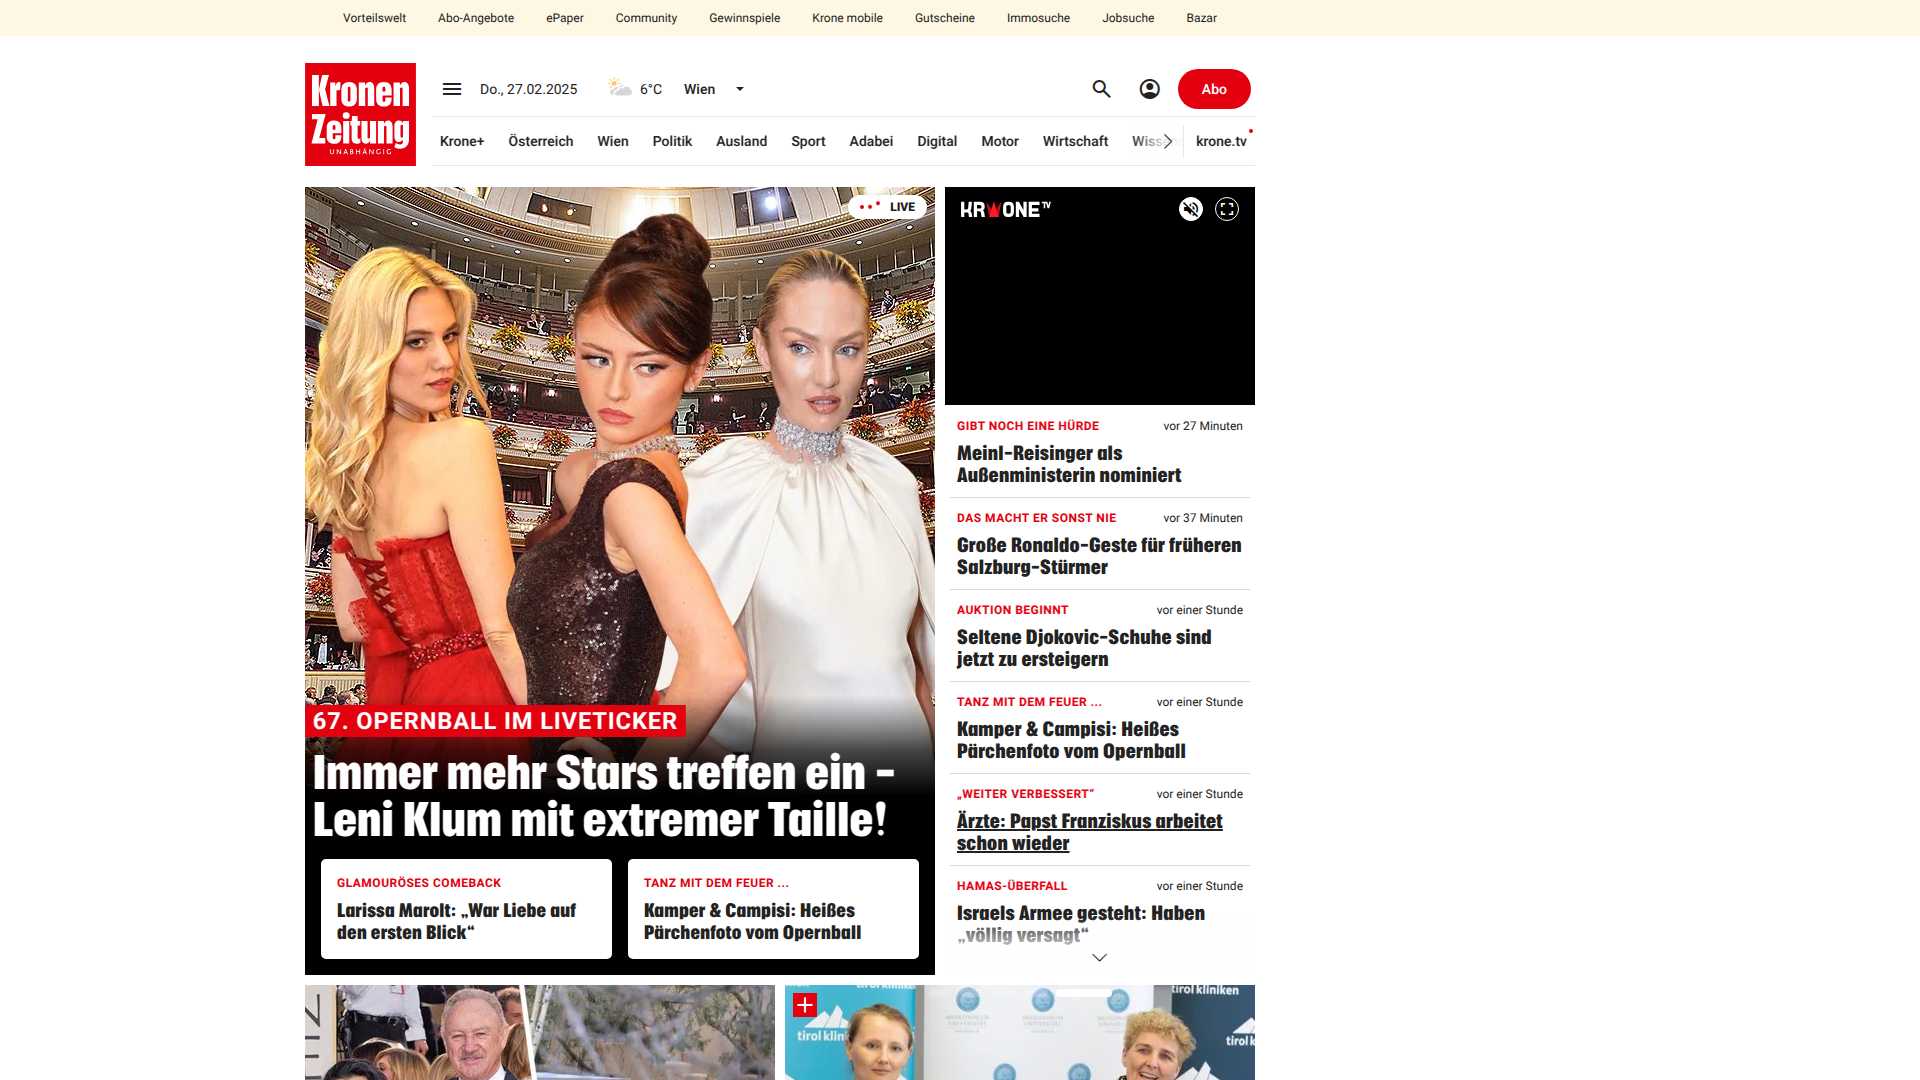 Vorteilswelt Abo-Angebote ePaper Community Gewinnspiele Krone mobile Gutscheine Immosuche Jobsuche Bazar
Kronen
Zeitung
UNABHÄNGIG
Do., 27.02.2025 6°C Wien Abo
Krone+ Österreich Wien Politik Ausland Sport Adabei Digital Motor Wirtschaft krone.tv
LIVE
67. OPERNBALL IM LIVETICKER
Immer mehr Stars treffen ein –
Leni Klum mit extremer Taille!
GLAMOURÖSES COMEBACK
Larissa Marolt: „War Liebe auf
den ersten Blick“
TANZ MIT DEM FEUER ...
Kamper & Campisi: Heißes
Pärchenfoto vom Opernball
KRONE TV
GIBT NOCH EINE HÜRDE vor 27 Minuten
Meinl-Reisinger als
Außenministerin nominiert
DAS MACHT ER SONST NIE vor 37 Minuten
Große Ronaldo-Geste für früheren
Salzburg-Stürmer
AUKTION BEGINNT vor einer Stunde
Seltene Djokovic-Schuhe sind
jetzt zu ersteigern
TANZ MIT DEM FEUER ... vor einer Stunde
Kamper & Campisi: Heißes
Pärchenfoto vom Opernball
„WEITER VERBESSERT“ vor einer Stunde
Ärzte: Papst Franziskus arbeitet
schon wieder
HAMAS-ÜBERFALL vor einer Stunde
Israels Armee gesteht: Haben
„völlig versagt“
tirol kliniken